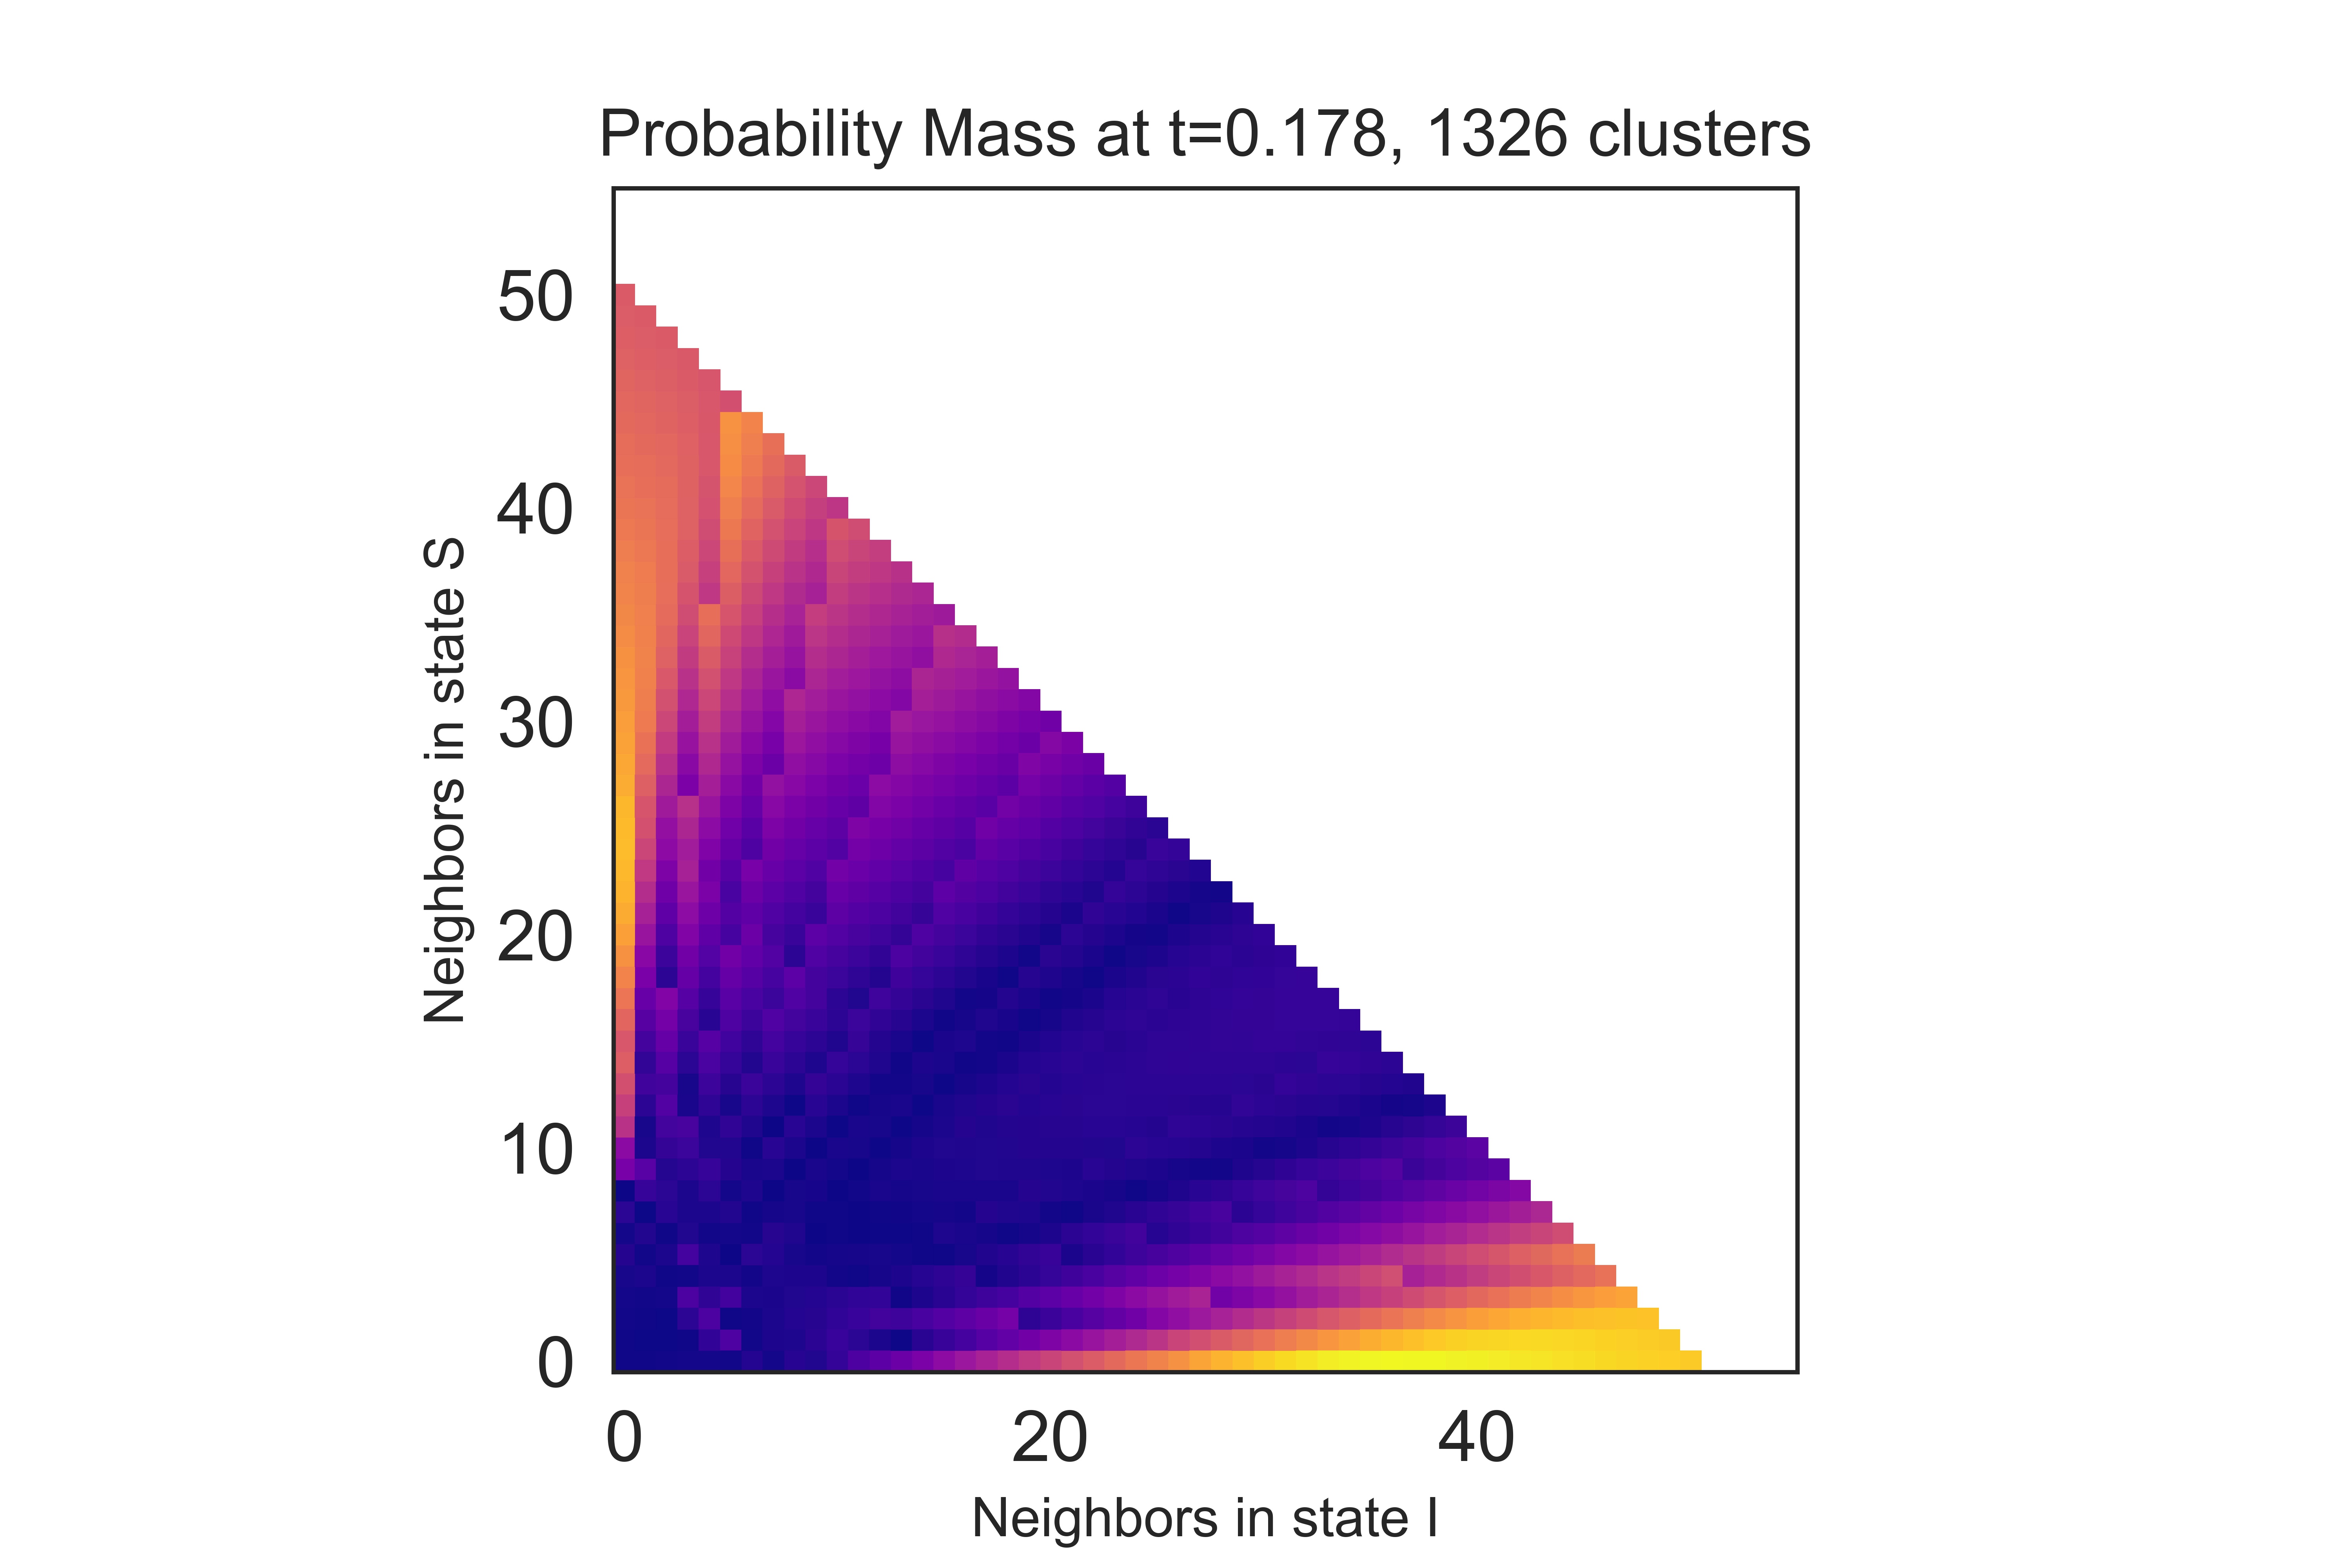 Probability Mass at t=0.178, 1326 clusters
50
40
30
20
10
0
Neighbors in state S
0 20 40
Neighbors in state I